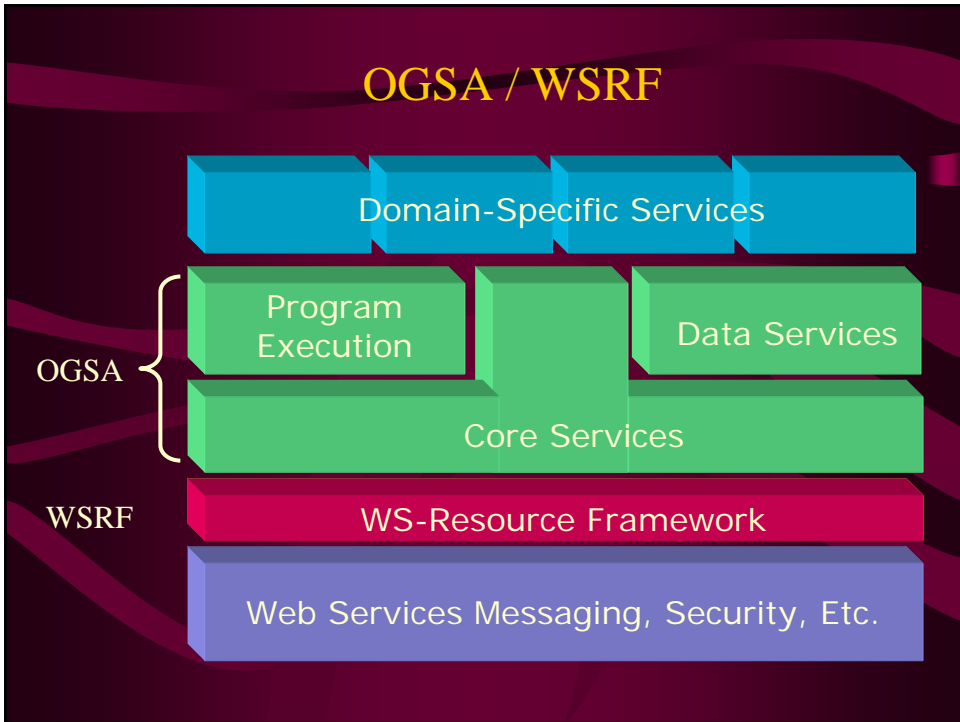 OGSA / WSRF
Domain-Specific Services
Program
Execution
Data Services
OGSA
Core Services
WSRF
WS-Resource Framework
Web Services Messaging, Security, Etc.